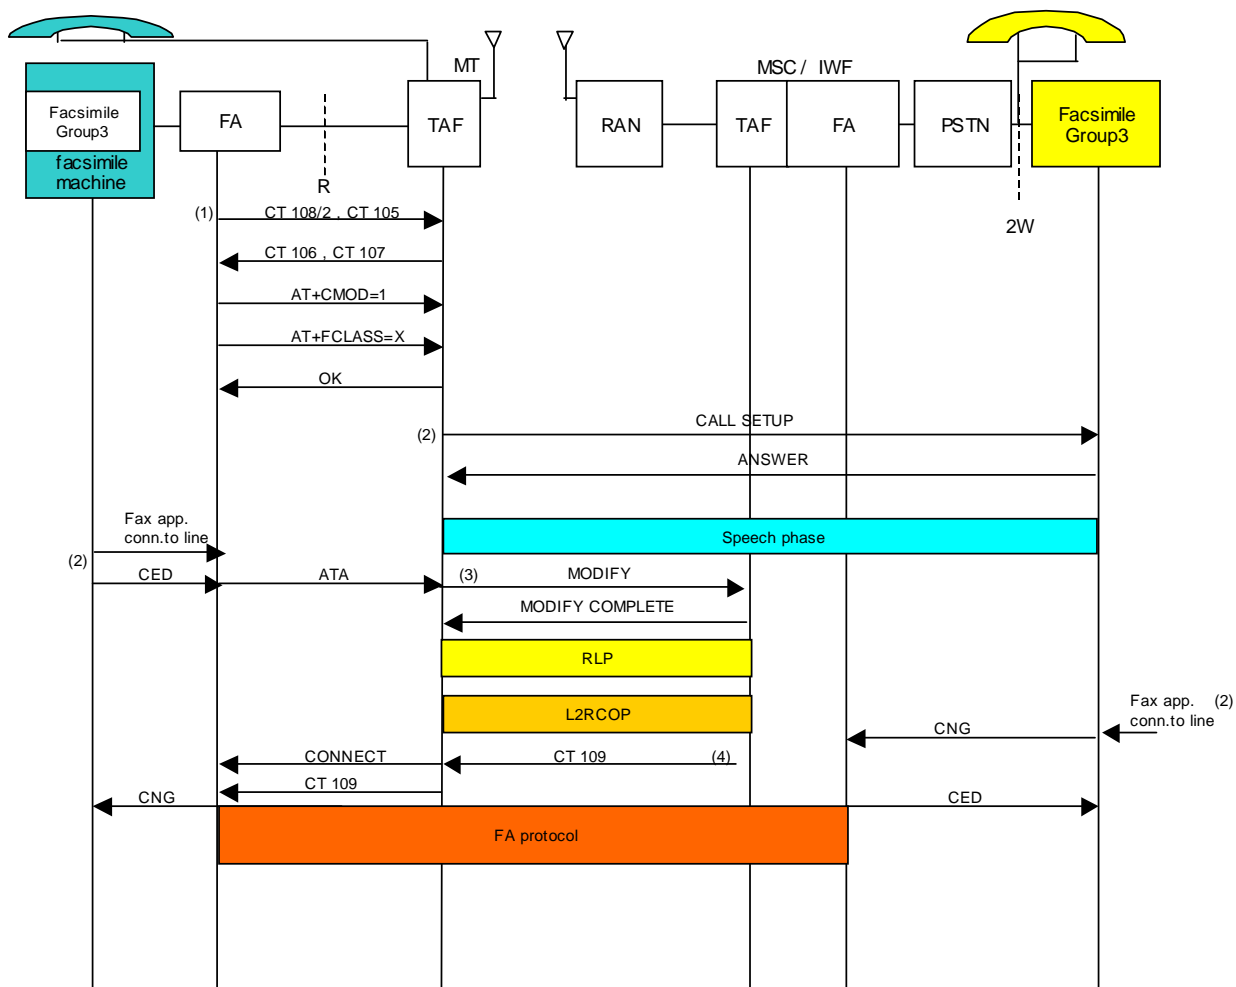 MT
MSC / IWF
Facsimile
Group3
facsimile
machine
FA
TAF
RAN
TAF
FA
PSTN
Facsimile
Group3
R
2W
(1)
CT 108/2 , CT 105
CT 106 , CT 107
AT+CMOD=1
AT+FCLASS=X
OK
(2)
CALL SETUP
ANSWER
Fax app.
conn.to line
(2)
Speech phase
CED
ATA
(3)
MODIFY
MODIFY COMPLETE
RLP
L2RCOP
Fax app. (2)
conn.to line
CNG
CONNECT
CT 109
(4)
CT 109
CNG
CED
FA protocol